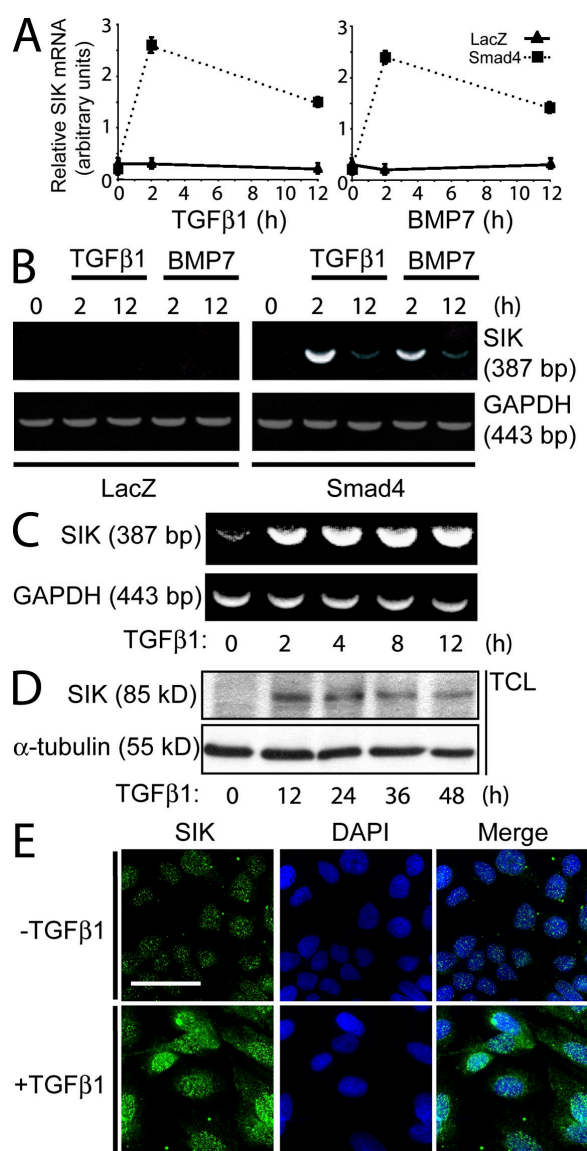 A
Relative SIK mRNA
(arbitrary units)
3
2
1
0
0 2 4 6 8 10 12
TGFβ1 (h)
3
2
1
0
0 2 4 6 8 10 12
BMP7 (h)
LacZ
Smad4
B
TGFβ1 BMP7 TGFβ1 BMP7
0 2 12 2 12 0 2 12 2 12 (h)
SIK
(387 bp)
GAPDH
(443 bp)
LacZ Smad4
C
SIK (387 bp)
GAPDH (443 bp)
TGFβ1: 0 2 4 8 12 (h)
D
SIK (85 kD)
TCL
α-tubulin (55 kD)
TGFβ1: 0 12 24 36 48 (h)
E
SIK DAPI Merge
-TGFβ1
+TGFβ1